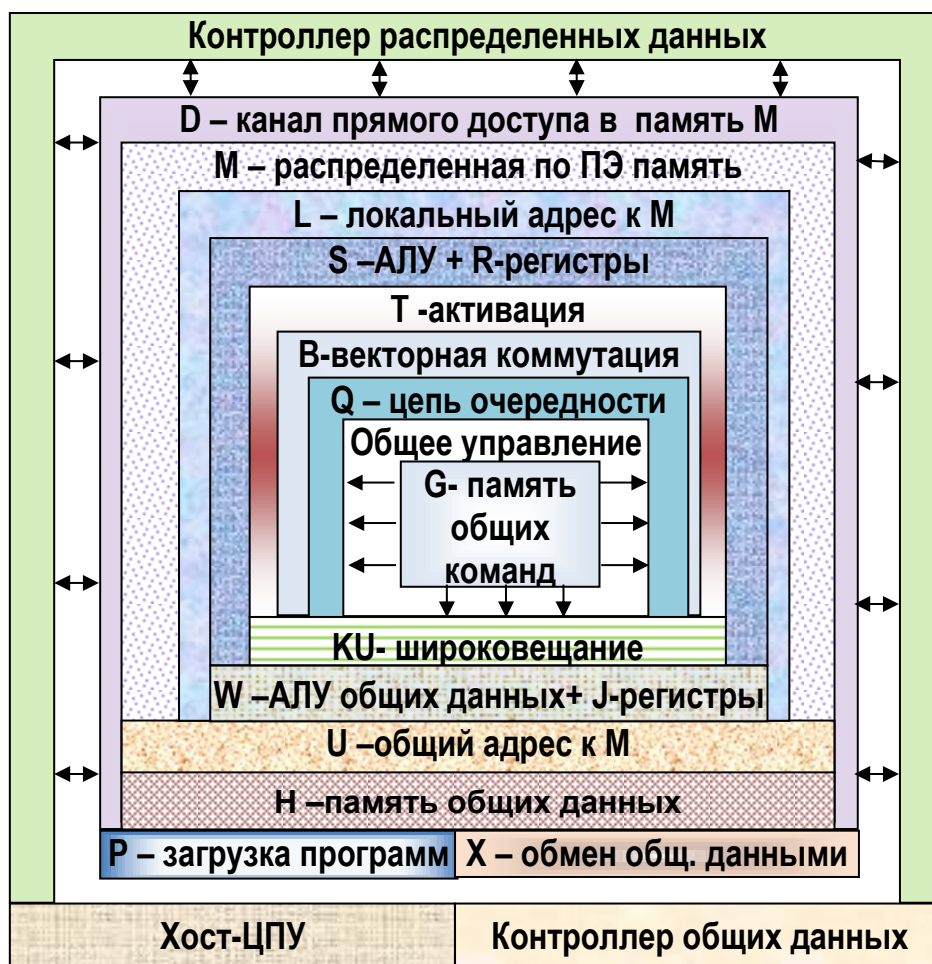 Контроллер распределенных данных
D – канал прямого доступа в память M
M – распределенная по ПЭ память
L – локальный адрес к M
S –АЛУ + R-регистры
T -активация
B-векторная коммутация
Q – цепь очередности
Общее управление
G- память
общих
команд
KU- широковещание
W –АЛУ общих данных+ J-регистры
U –общий адрес к M
H –память общих данных
P – загрузка программ
X – обмен общ. данными
Хост-ЦПУ
Контроллер общих данных